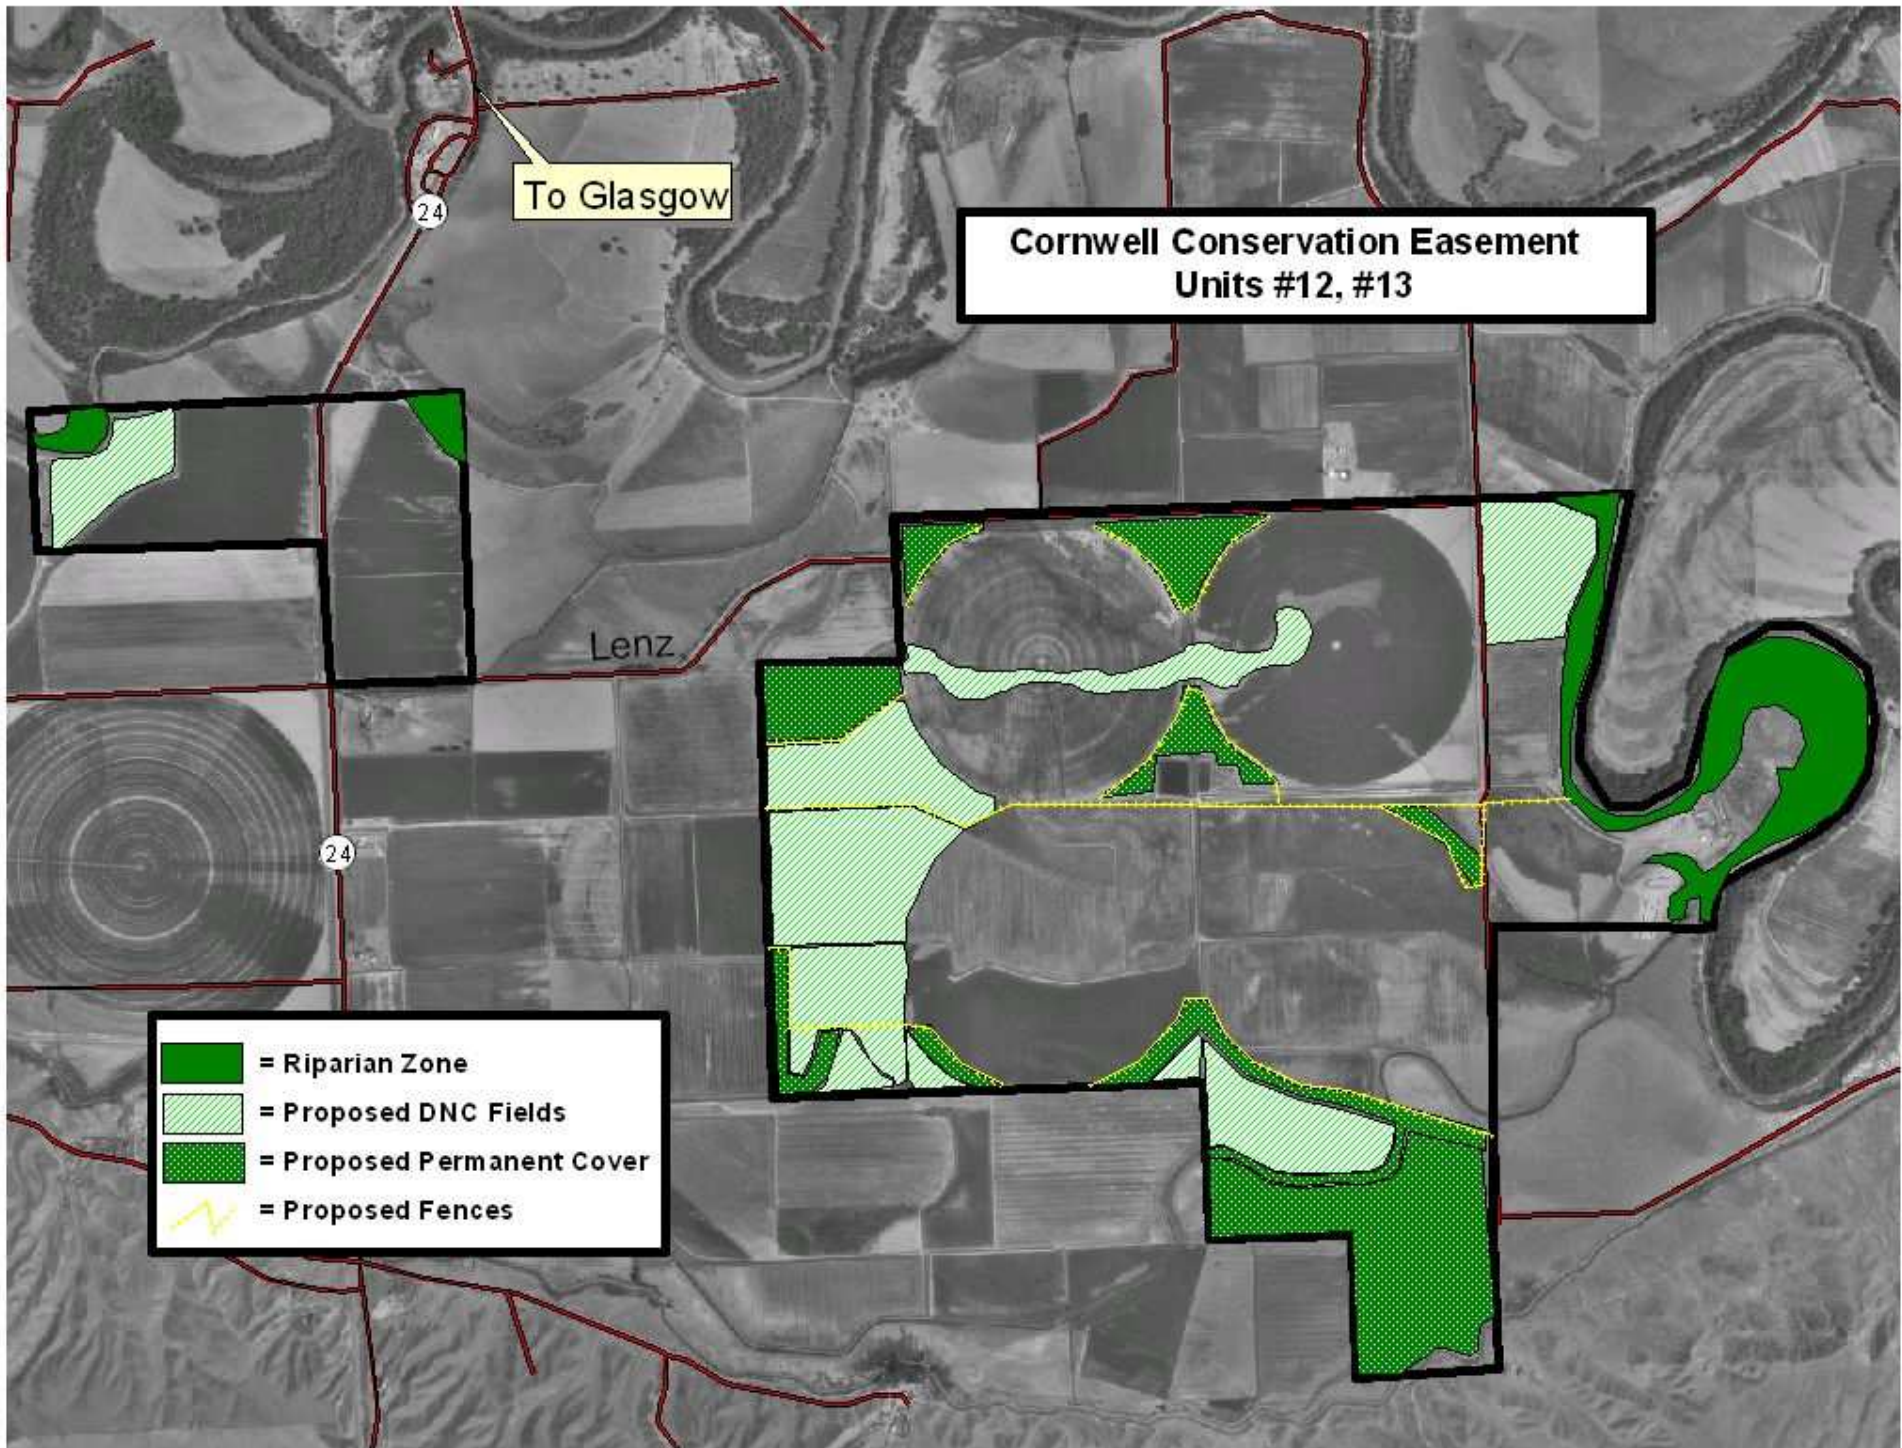 24
To Glasgow
Cornwell Conservation Easement
Units #12, #13
Lenz
24
= Riparian Zone
= Proposed DNC Fields
= Proposed Permanent Cover
= Proposed Fences